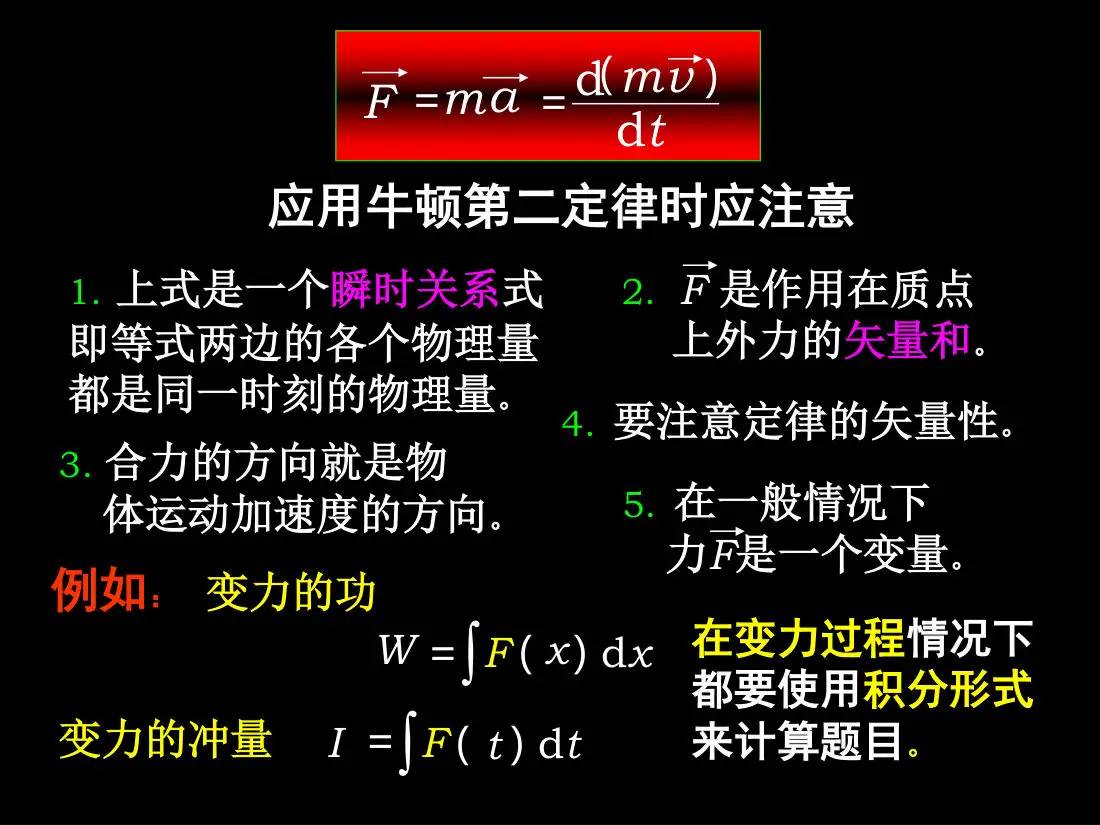 F⃗ = ma⃗ = d(mv⃗)/dt
应用牛顿第二定律时应注意
1. 上式是一个瞬时关系式
即等式两边的各个物理量
都是同一时刻的物理量。
2. F⃗ 是作用在质点
上外力的矢量和。
3. 合力的方向就是物
体运动加速度的方向。
4. 要注意定律的矢量性。
5. 在一般情况下
力F⃗是一个变量。
例如： 变力的功
W = ∫F(x)dx
变力的冲量 I = ∫F(t)dt
在变力过程情况下
都要使用积分形式
来计算题目。